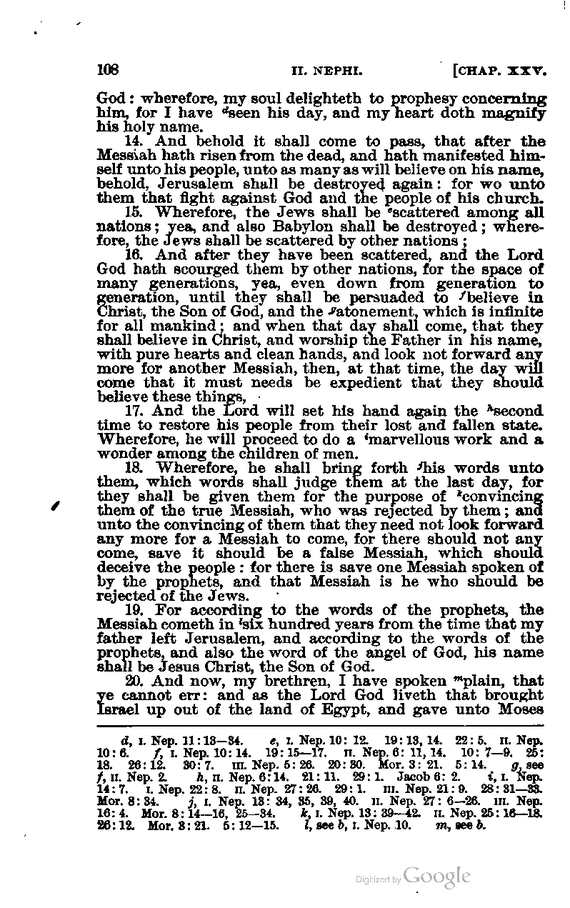 108 II. NEPHI. [CHAP. XXV.
God: wherefore, my soul delighteth to prophesy concerning
him, for I have dseen his day, and my heart doth magnify
his holy name.
14. And behold it shall come to pass, that after the
Messiah hath risen from the dead, and hath manifested him-
self unto his people, unto as many as will believe on his name,
behold, Jerusalem shall be destroyed again: for wo unto
them that fight against God and the people of his church.
15. Wherefore, the Jews shall be escattered among all
nations; yea, and also Babylon shall be destroyed; where-
fore, the Jews shall be scattered by other nations;
16. And after they have been scattered, and the Lord
God hath scourged them by other nations, for the space of
many generations, yea, even down from generation to
generation, until they shall be persuaded to fbelieve in
Christ, the Son of God, and the gatonement, which is infinite
for all mankind; and when that day shall come, that they
shall believe in Christ, and worship the Father in his name,
with pure hearts and clean hands, and look not forward any
more for another Messiah, then, at that time, the day will
come that it must needs be expedient that they should
believe these things,
17. And the Lord will set his hand again the hsecond
time to restore his people from their lost and fallen state.
Wherefore, he will proceed to do a imarvellous work and a
wonder among the children of men.
18. Wherefore, he shall bring forth jhis words unto
them, which words shall judge them at the last day, for
they shall be given them for the purpose of kconvincing
them of the true Messiah, who was rejected by them; and
unto the convincing of them that they need not look forward
any more for a Messiah to come, for there should not any
come, save it should be a false Messiah, which should
deceive the people: for there is save one Messiah spoken of
by the prophets, and that Messiah is he who should be
rejected of the Jews.
19. For according to the words of the prophets, the
Messiah cometh in lsix hundred years from the time that my
father left Jerusalem, and according to the words of the
prophets, and also the word of the angel of God, his name
shall be Jesus Christ, the Son of God.
20. And now, my brethren, I have spoken mplain, that
ye cannot err: and as the Lord God liveth that brought
Israel up out of the land of Egypt, and gave unto Moses
d, I. Nep. 11:13—34. e, I. Nep. 10:12. 19:13, 14. 22:5. II. Nep.
10:6. f, I. Nep. 10:14. 19:15—17. II. Nep. 6:11, 14. 10:7—9. 25:
18. 26:12. 30:7. III. Nep. 5:26. 20:30. Mor. 3:21. 5:14. g, see
f, II. Nep. 2. h, II. Nep. 6:14. 21:11. 29:1. Jacob 6:2. i, I. Nep.
14:7. I. Nep. 22:8. II. Nep. 27:26. 29:1. III. Nep. 21:9. 28:31—33.
Mor. 8:34. j, I. Nep. 13:34, 35, 39, 40. II. Nep. 27:6—26. III. Nep.
16:4. Mor. 8:14—16, 25—34. k, I. Nep. 13:39—42. II. Nep. 25:16—18.
26:12. Mor. 3:21. 5:12—15. l, see b, I. Nep. 10. m, see b.
Digitized by Google